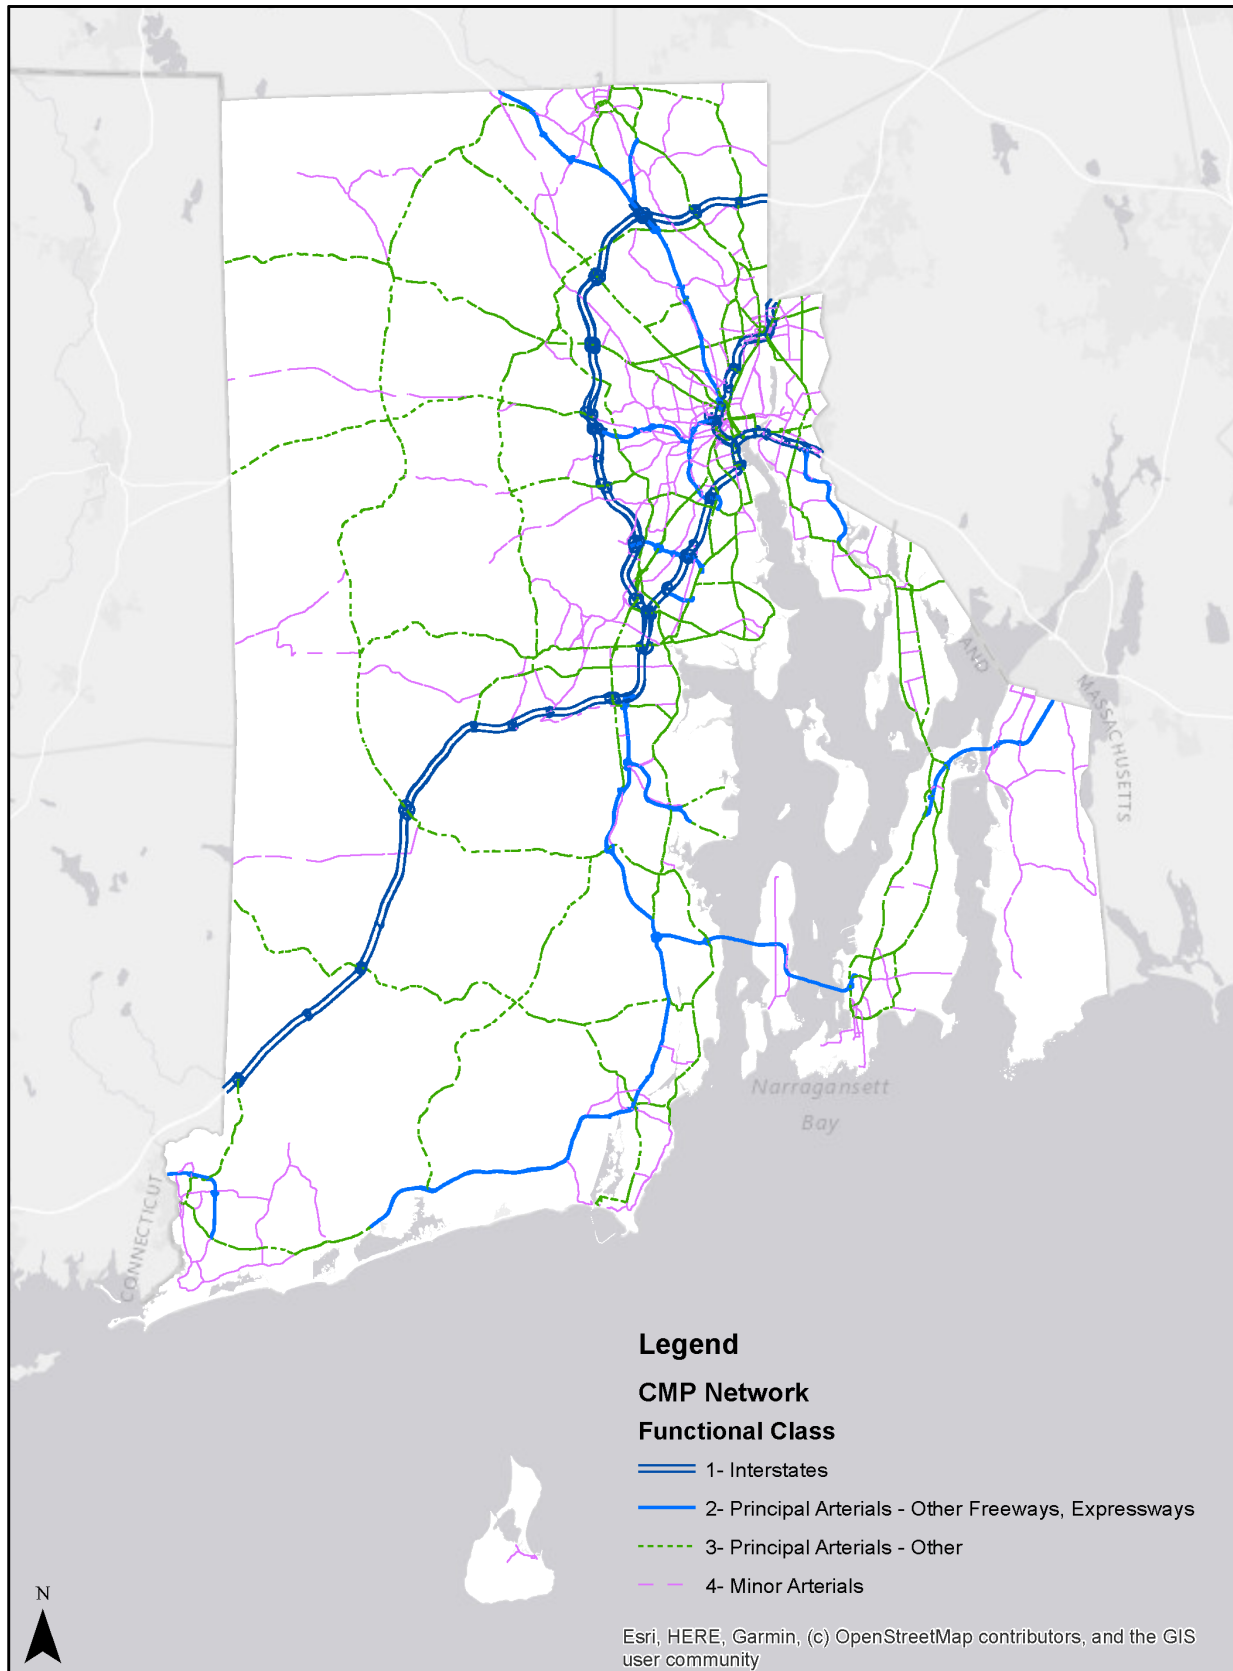 AND
MASSACHUSETTS
Narragansett
Bay
CONNECTICUT
Legend
CMP Network
Functional Class
1- Interstates
2- Principal Arterials - Other Freeways, Expressways
3- Principal Arterials - Other
4- Minor Arterials
N
Esri, HERE, Garmin, (c) OpenStreetMap contributors, and the GIS
user community